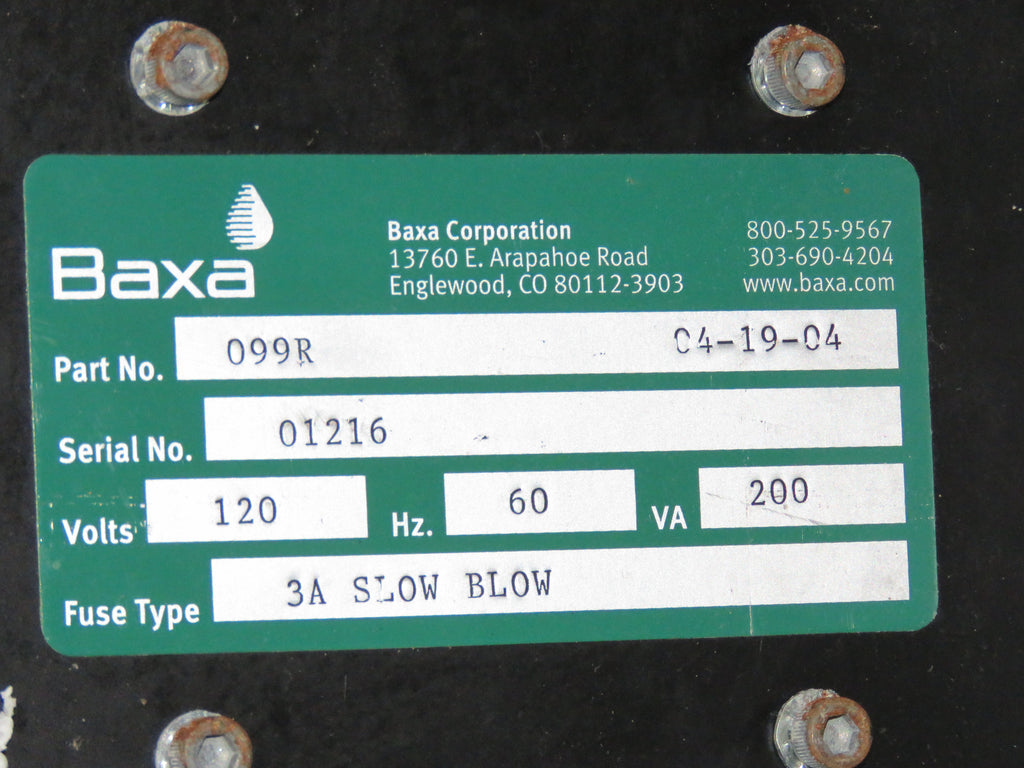 Baxa
Baxa Corporation
13760 E. Arapahoe Road
Englewood, CO 80112-3903
800-525-9567
303-690-4204
www.baxa.com
Part No. 099R 04-19-04
Serial No. 01216
Volts 120 Hz. 60 VA 200
Fuse Type 3A SLOW BLOW